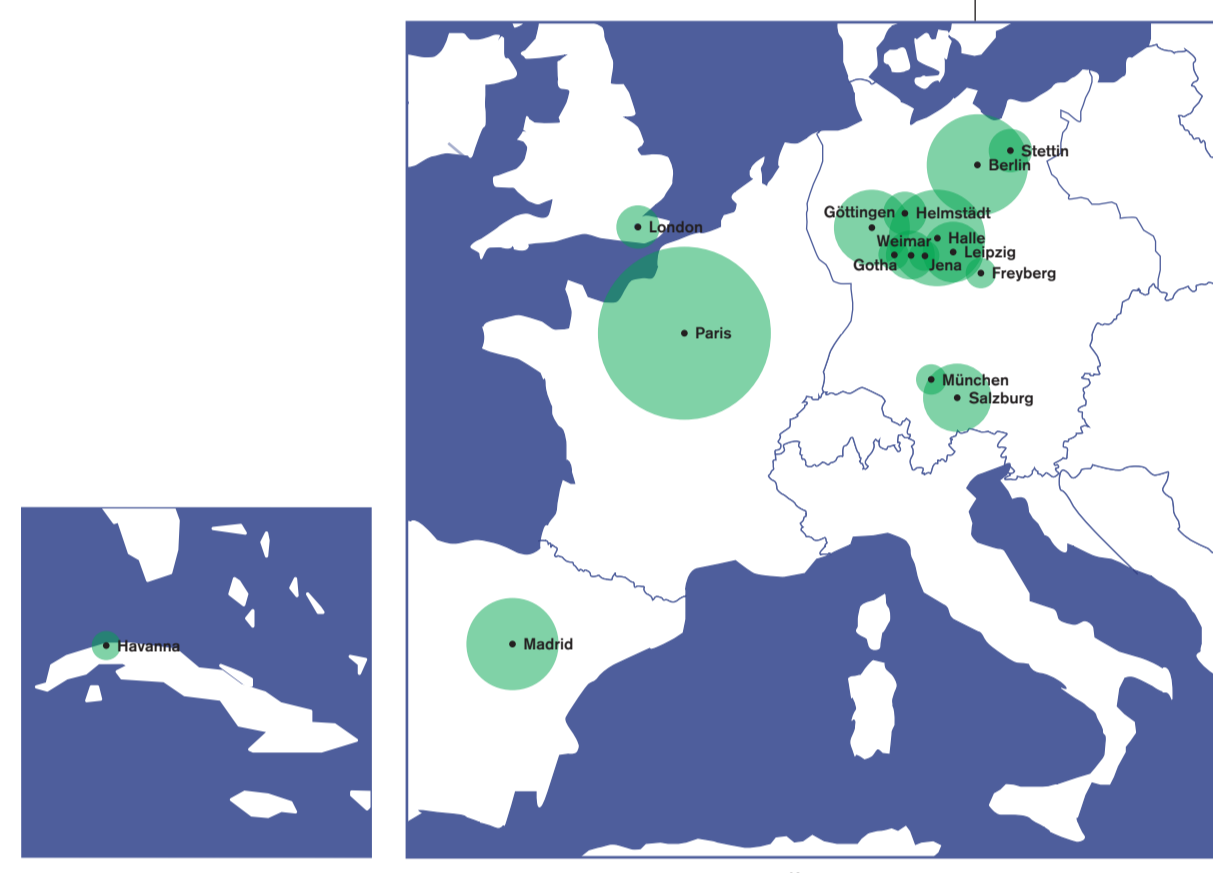 Stettin
Berlin
Göttingen
Helmstädt
London
Weimar
Halle
Leipzig
Gotha
Jena
Freyberg
Paris
München
Salzburg
Madrid
Havanna